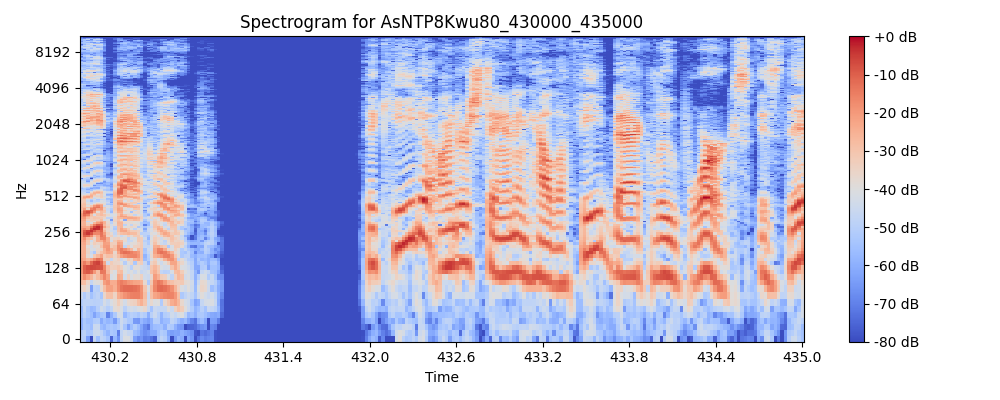 Spectrogram for AsNTP8Kwu80_430000_435000
8192
4096
2048
1024
512
256
128
64
0
Hz
430.2 430.8 431.4 432.0 432.6 433.2 433.8 434.4 435.0
Time
+0 dB
-10 dB
-20 dB
-30 dB
-40 dB
-50 dB
-60 dB
-70 dB
-80 dB